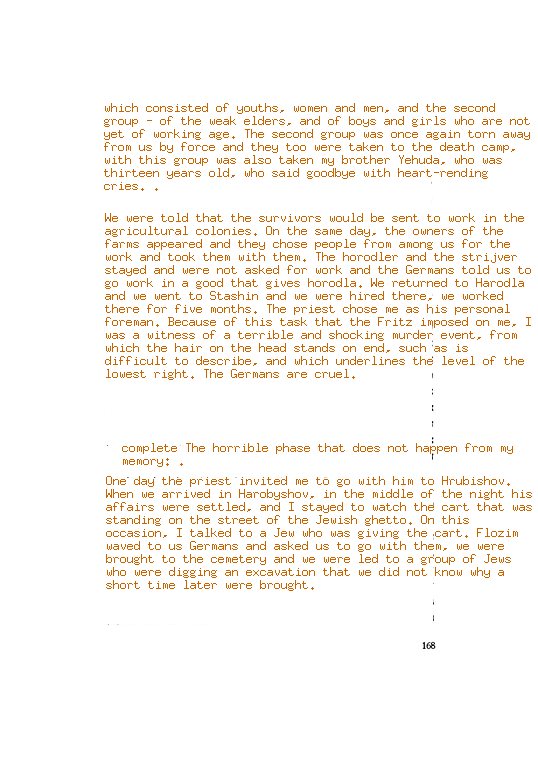 which consisted of youths, women and men, and the second
group - of the weak elders, and of boys and girls who are not
yet of working age. The second group was once again torn away
from us by force and they too were taken to the death camp,
with this group was also taken my brother Yehuda, who was
thirteen years old, who said goodbye with heart-rending
cries. .
We were told that the survivors would be sent to work in the
agricultural colonies. On the same day, the owners of the
farms appeared and they chose people from among us for the
work and took them with them. The horodler and the strijver
stayed and were not asked for work and the Germans told us to
go work in a good that gives horodla. We returned to Harodla
and we went to Stashin and we were hired there, we worked
there for five months. The priest chose me as his personal
foreman. Because of this task that the Fritz imposed on me, I
was a witness of a terrible and shocking murder event, from
which the hair on the head stands on end, such as is
difficult to describe, and which underlines the level of the
lowest right. The Germans are cruel.
complete The horrible phase that does not happen from my
memory: .
One day the priest invited me to go with him to Hrubishov.
When we arrived in Harobyshov, in the middle of the night his
affairs were settled, and I stayed to watch the cart that was
standing on the street of the Jewish ghetto. On this
occasion, I talked to a Jew who was giving the cart. Flozim
waved to us Germans and asked us to go with them, we were
brought to the cemetery and we were led to a group of Jews
who were digging an excavation that we did not know why a
short time later were brought.
168